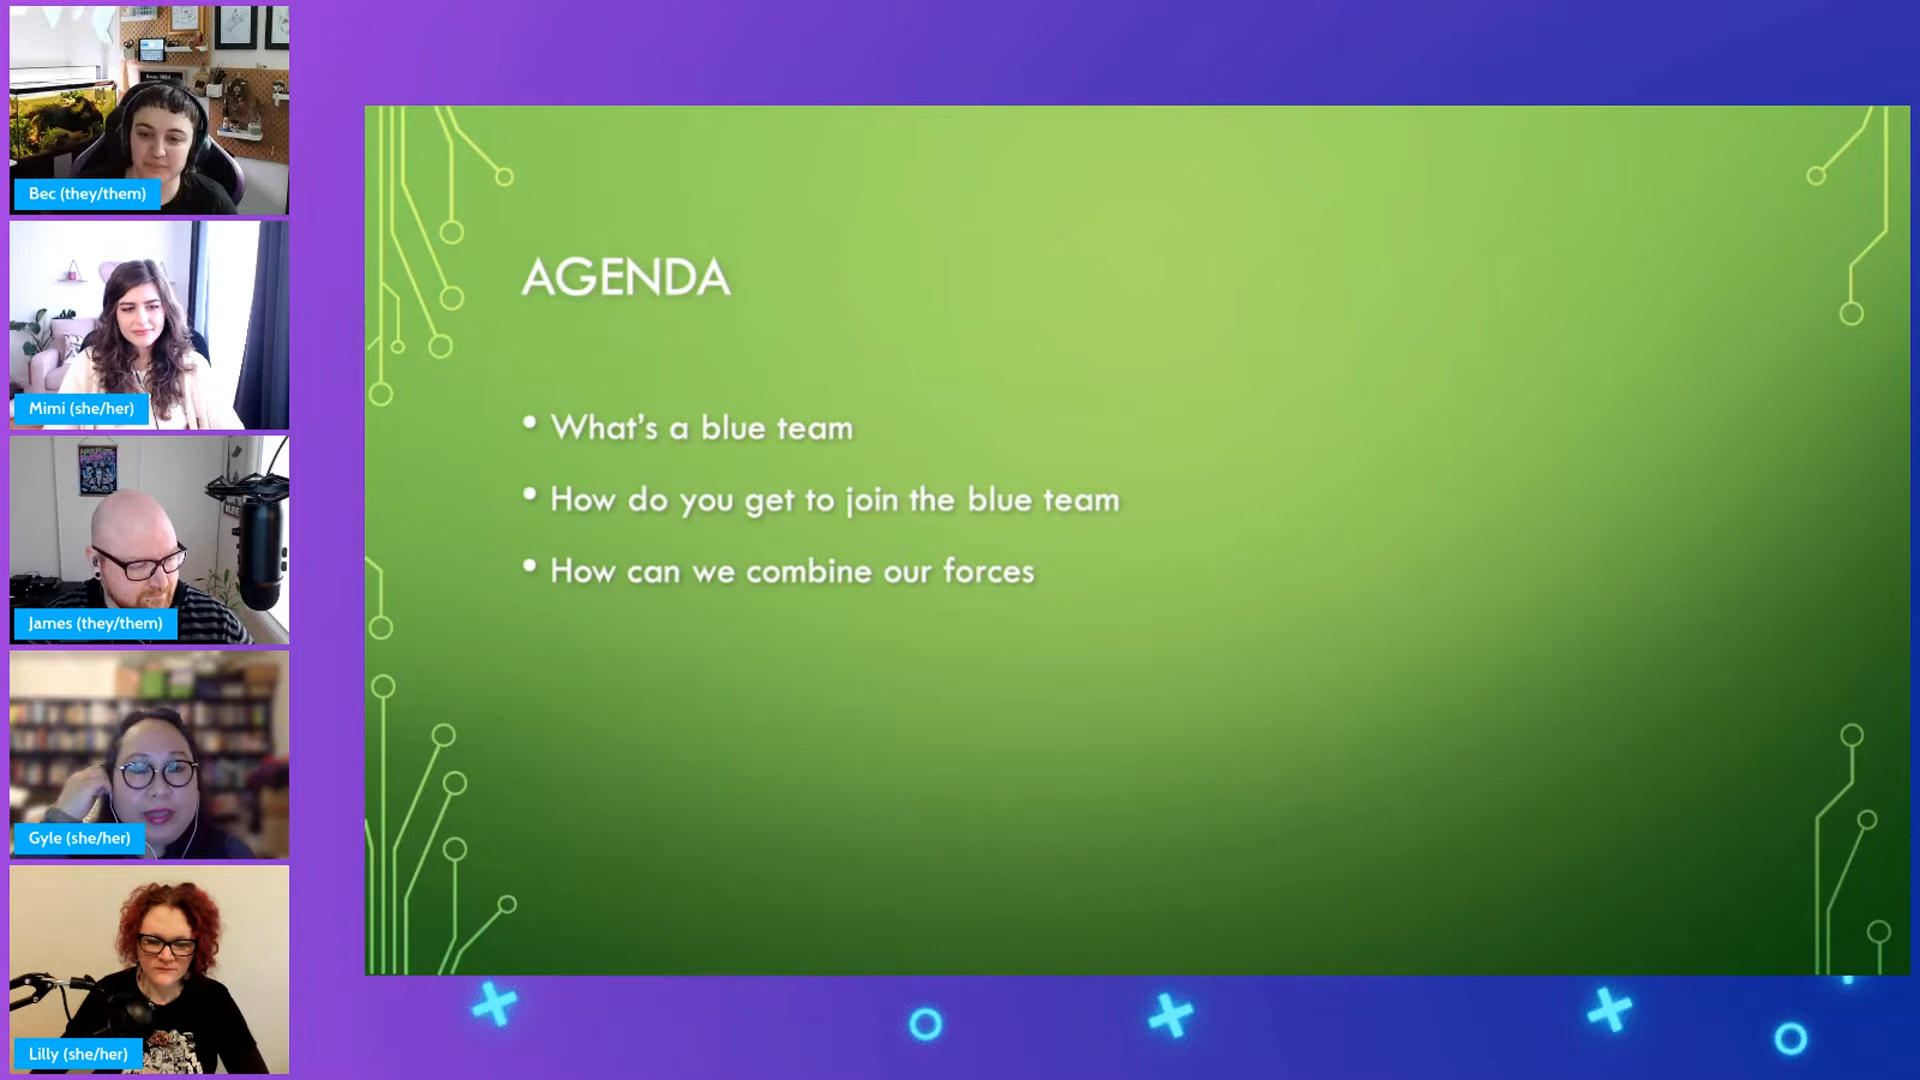 Bec (they/them)
Mimi (she/her)
James (they/them)
Gyle (she/her)
Lilly (she/her)
AGENDA
• What's a blue team
• How do you get to join the blue team
• How can we combine our forces